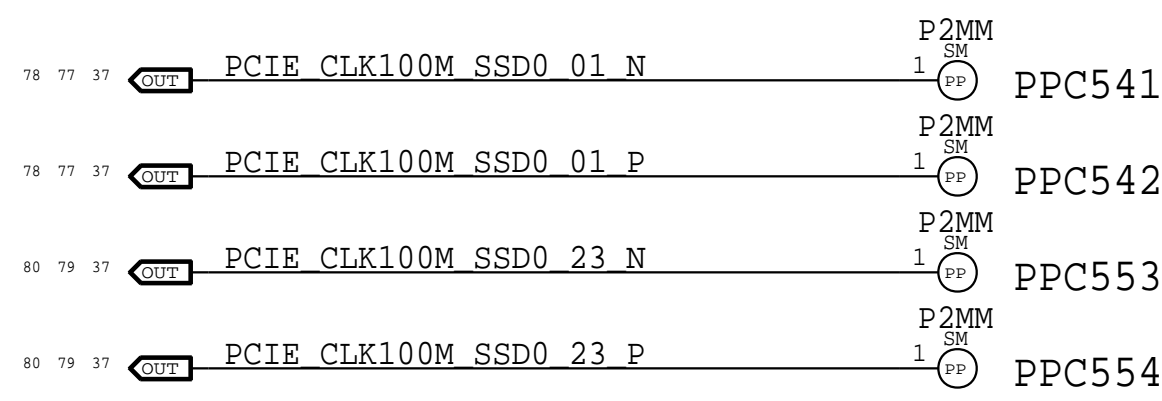 P2MM
SM
78 77 37 OUT PCIE_CLK100M_SSD0_01_N 1 PP PPC541
P2MM
SM
78 77 37 OUT PCIE_CLK100M_SSD0_01_P 1 PP PPC542
P2MM
SM
80 79 37 OUT PCIE_CLK100M_SSD0_23_N 1 PP PPC553
P2MM
SM
80 79 37 OUT PCIE_CLK100M_SSD0_23_P 1 PP PPC554